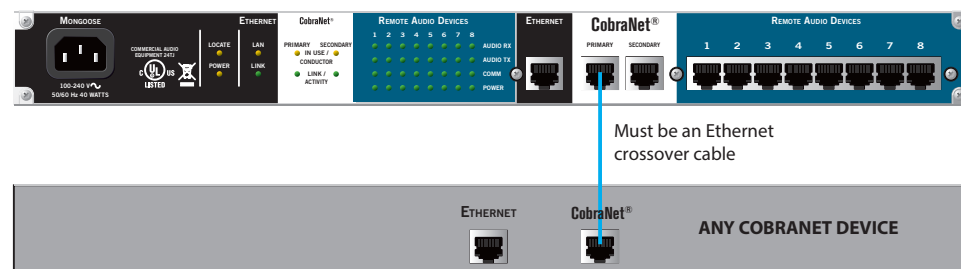 MONGOOSE
ETHERNET
CobraNet®
REMOTE AUDIO DEVICES
ETHERNET
CobraNet®
REMOTE AUDIO DEVICES
1 2 3 4 5 6 7 8
LOCATE
LAN
PRIMARY SECONDARY
IN USE /
CONDUCTOR
AUDIO RX
PRIMARY SECONDARY
1 2 3 4 5 6 7 8
COMMERCIAL AUDIO
EQUIPMENT 24TJ
AUDIO TX
C UL US
LISTED
POWER
LINK
LINK /
ACTIVITY
COMM
POWER
100-240 V
50/60 Hz 40 WATTS
Must be an Ethernet
crossover cable
ETHERNET
CobraNet®
ANY COBRANET DEVICE